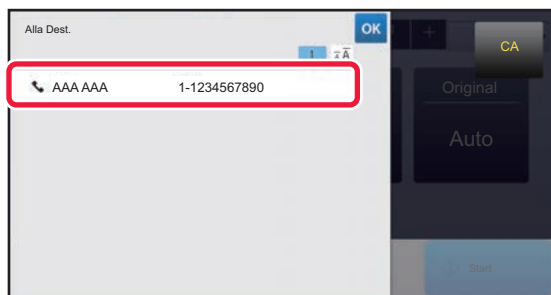 Alla Dest.
OK
CA
1
AAA AAA 1-1234567890
Original
Auto
Start